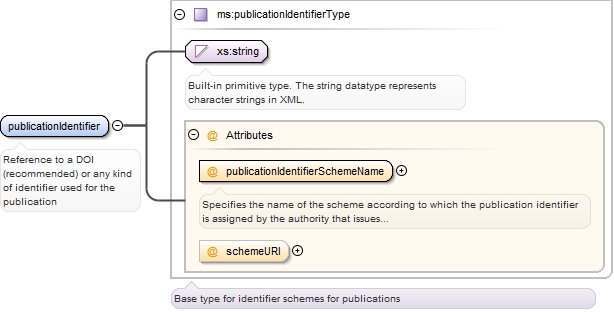 ms:publicationIdentifierType
xs:string
Built-in primitive type. The string datatype represents
character strings in XML.
publicationIdentifier
Reference to a DOI
(recommended) or any kind
of identifier used for the
publication
@ Attributes
@ publicationIdentifierSchemeName
Specifies the name of the scheme according to which the publication identifier
is assigned by the authority that issues...
@ schemeURI
Base type for identifier schemes for publications